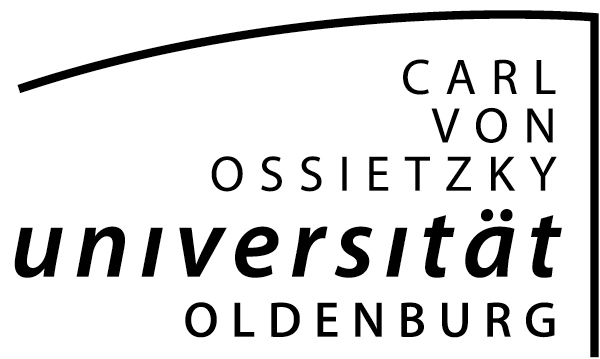 CARL
VON
OSSIETZKY
universität
OLDENBURG